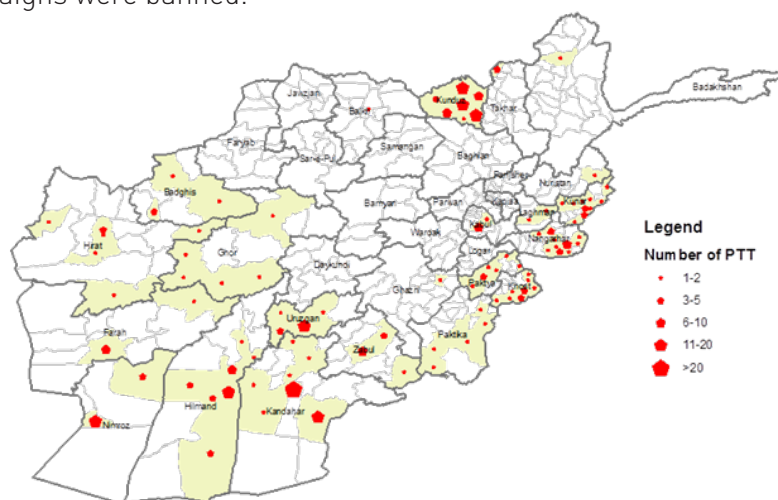 aigns were banned.
Badakhshan
Jawzjan
Balkh
Kunduz
Takhar
Faryab
Sar-e-Pul
Samangan
Baghlan
Badghis
Bamyan
Parwan
Panjsher
Kapisa
Nuristan
Laghman
Kunar
Hirat
Ghor
Wardak
Kabul
Nangarhar
Daykundi
Logar
Ghazni
Paktya
Khost
Uruzgan
Zabul
Paktika
Farah
Nimroz
Hilmand
Kandahar
Legend
Number of PTT
1-2
3-5
6-10
11-20
>20